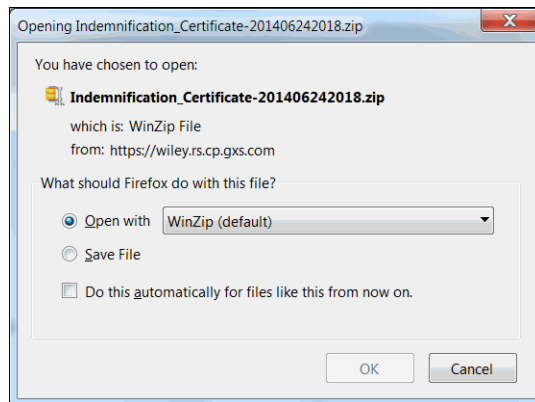 Opening Indemnification_Certificate-201406242018.zip
You have chosen to open:
Indemnification_Certificate-201406242018.zip
which is: WinZip File
from: https://wiley.rs.cp.gxs.com
What should Firefox do with this file?
Open with WinZip (default)
Save File
Do this automatically for files like this from now on.
OK Cancel